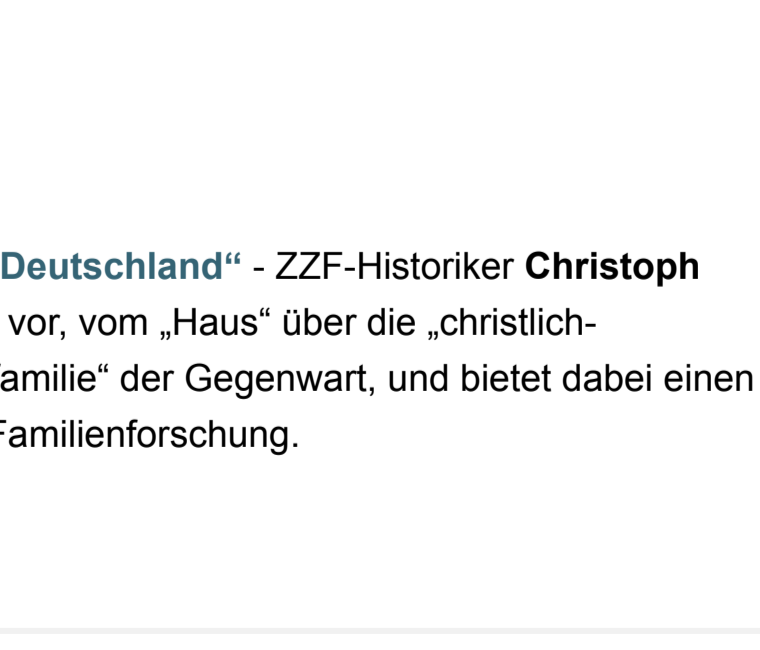 Deutschland“ - ZZF-Historiker Christoph
vor, vom „Haus“ über die „christlich-
amilie“ der Gegenwart, und bietet dabei einen
Familienforschung.